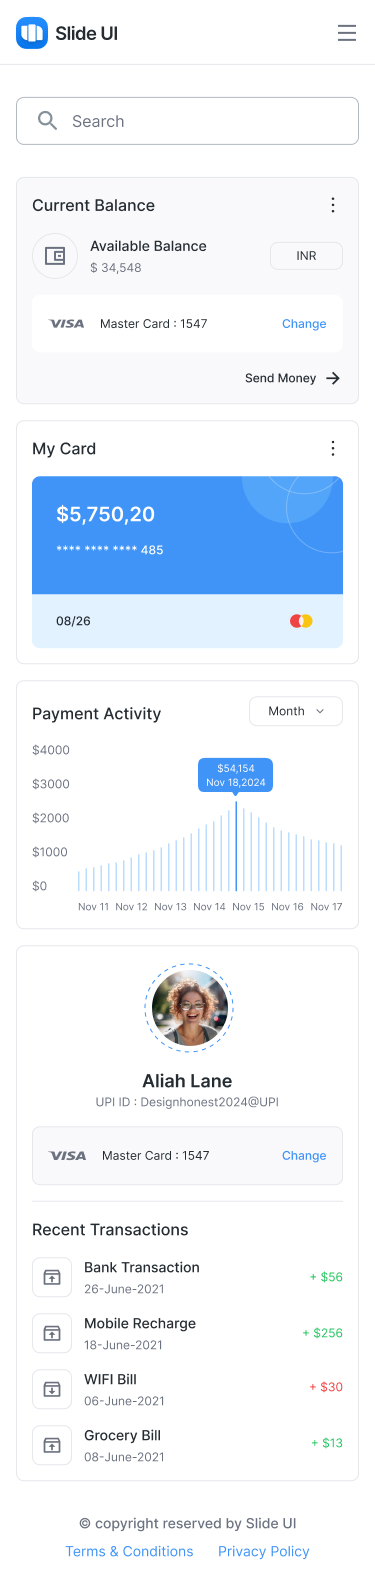 Slide UI
Search
Current Balance
Available Balance
$ 34,548
INR
VISA Master Card : 1547 Change
Send Money
My Card
$5,750,20
**** **** **** 485
08/26
Payment Activity
Month
$4000
$3000
$2000
$1000
$0
$54,154
Nov 18,2024
Nov 11 Nov 12 Nov 13 Nov 14 Nov 15 Nov 16 Nov 17
Aliah Lane
UPI ID : Designhonest2024@UPI
VISA Master Card : 1547 Change
Recent Transactions
Bank Transaction
26-June-2021
+ $56
Mobile Recharge
18-June-2021
+ $256
WIFI Bill
06-June-2021
+ $30
Grocery Bill
08-June-2021
+ $13
© copyright reserved by Slide UI
Terms & Conditions Privacy Policy